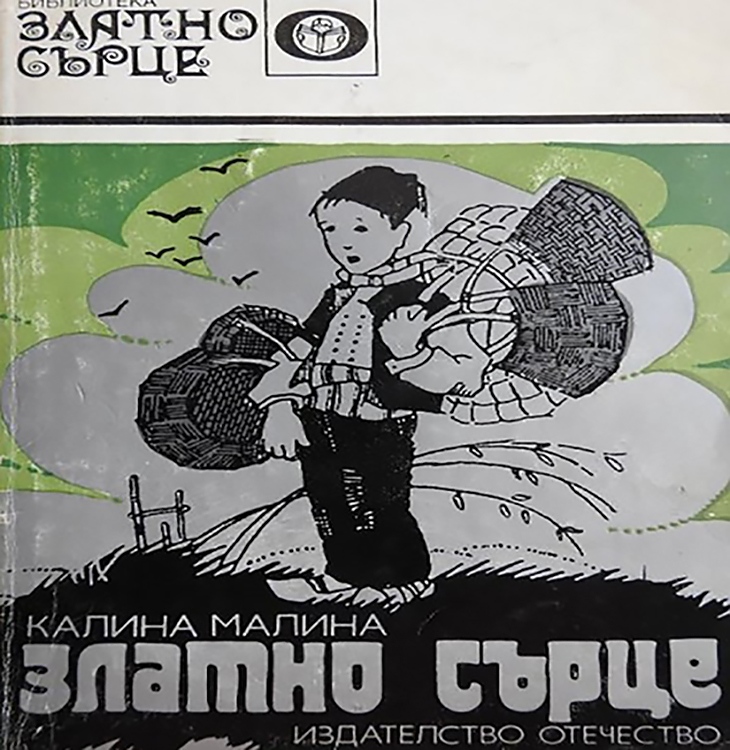 БИБЛИОТЕКА
ЗЛАТНО
СЪРЦЕ
КАЛИНА МАЛИНА
ЗЛАТНО СЪРЦЕ
ИЗДАТЕЛСТВО ОТЕЧЕСТВО